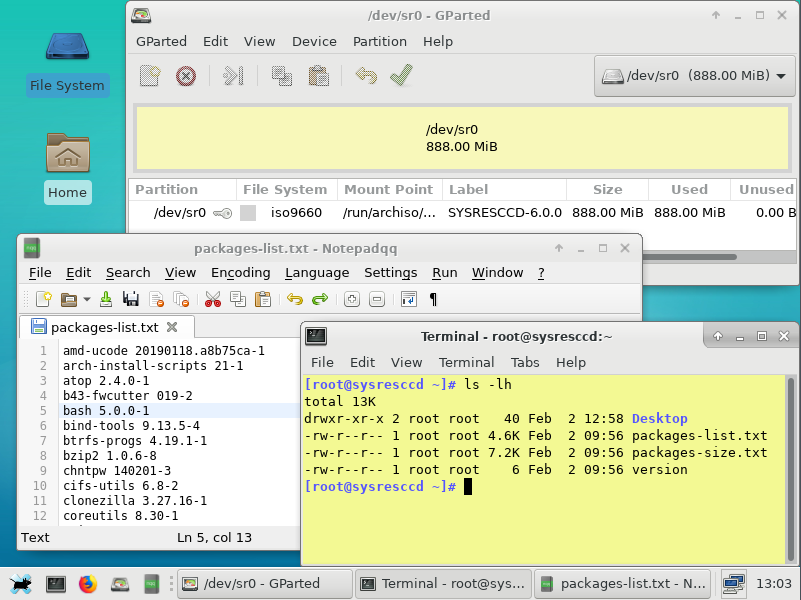 File System
Home
/dev/sr0 - GParted
GParted Edit View Device Partition Help
/dev/sr0 (888.00 MiB)
/dev/sr0
888.00 MiB
Partition File System Mount Point Label Size Used Unused
/dev/sr0 iso9660 /run/archiso/... SYSRESCCD-6.0.0 888.00 MiB 888.00 MiB 0.00 B
packages-list.txt - Notepadqq
File Edit Search View Encoding Language Settings Run Window ?
packages-list.txt
1 amd-ucode 20190118.a8b75ca-1
2 arch-install-scripts 21-1
3 atop 2.4.0-1
4 b43-fwcutter 019-2
5 bash 5.0.0-1
6 bind-tools 9.13.5-4
7 btrfs-progs 4.19.1-1
8 bzip2 1.0.6-8
9 chntpw 140201-3
10 cifs-utils 6.8-2
11 clonezilla 3.27.16-1
12 coreutils 8.30-1
Text Ln 5, col 13
Terminal - root@sysresccd:~
File Edit View Terminal Tabs Help
[root@sysresccd ~]# ls -lh
total 13K
drwxr-xr-x 2 root root 40 Feb 2 12:58 Desktop
-rw-r--r-- 1 root root 4.6K Feb 2 09:56 packages-list.txt
-rw-r--r-- 1 root root 7.2K Feb 2 09:56 packages-size.txt
-rw-r--r-- 1 root root 6 Feb 2 09:56 version
[root@sysresccd ~]#
/dev/sr0 - GParted Terminal - root@sys... packages-list.txt - N... 13:03